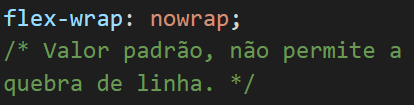 flex-wrap: nowrap;
/* Valor padrão, não permite a
quebra de linha. */